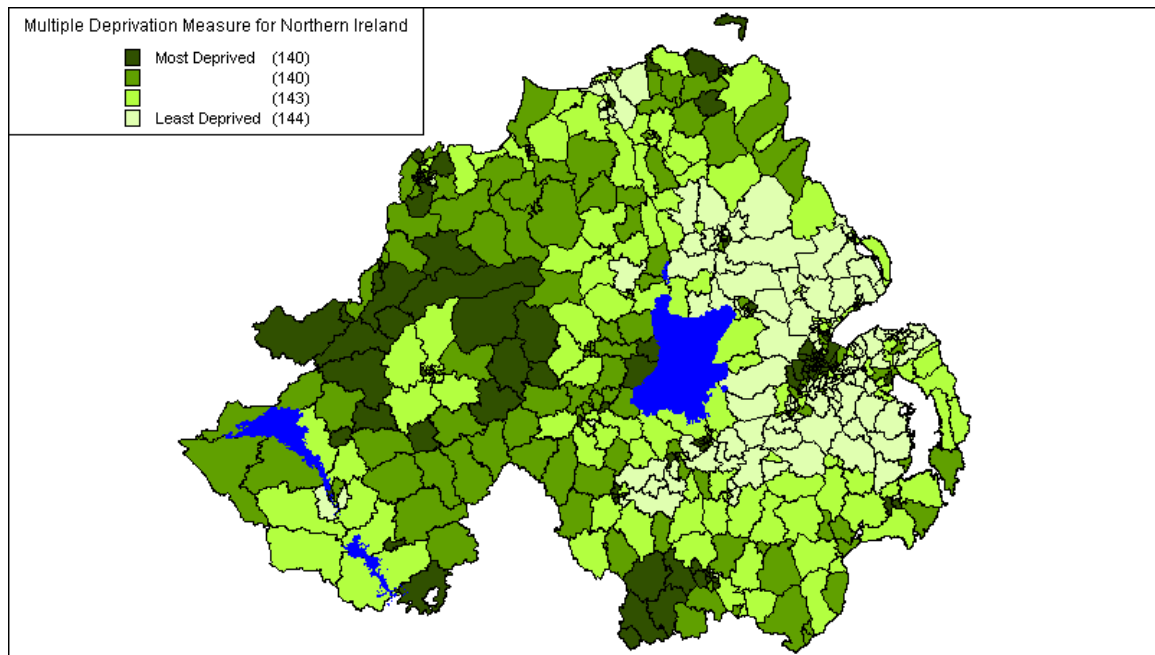 Multiple Deprivation Measure for Northern Ireland
Most Deprived (140)
(140)
(143)
Least Deprived (144)